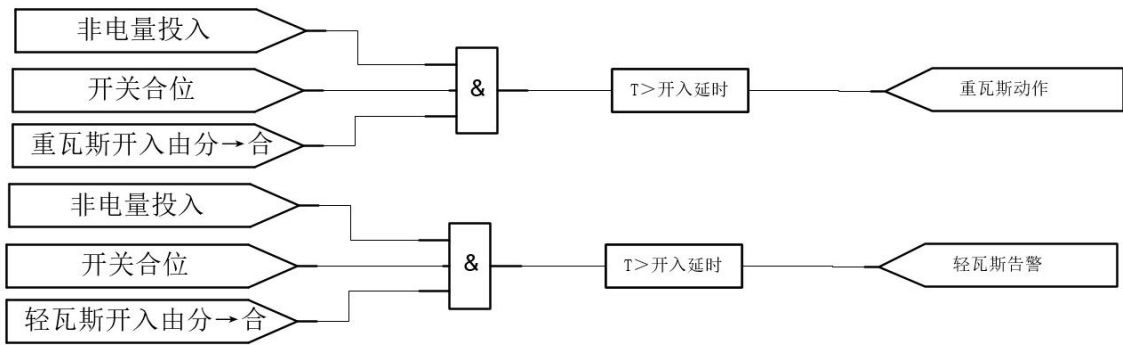 非电量投入
开关合位
&
T>开入延时
重瓦斯动作
重瓦斯开入由分→合
非电量投入
开关合位
&
T>开入延时
轻瓦斯告警
轻瓦斯开入由分→合